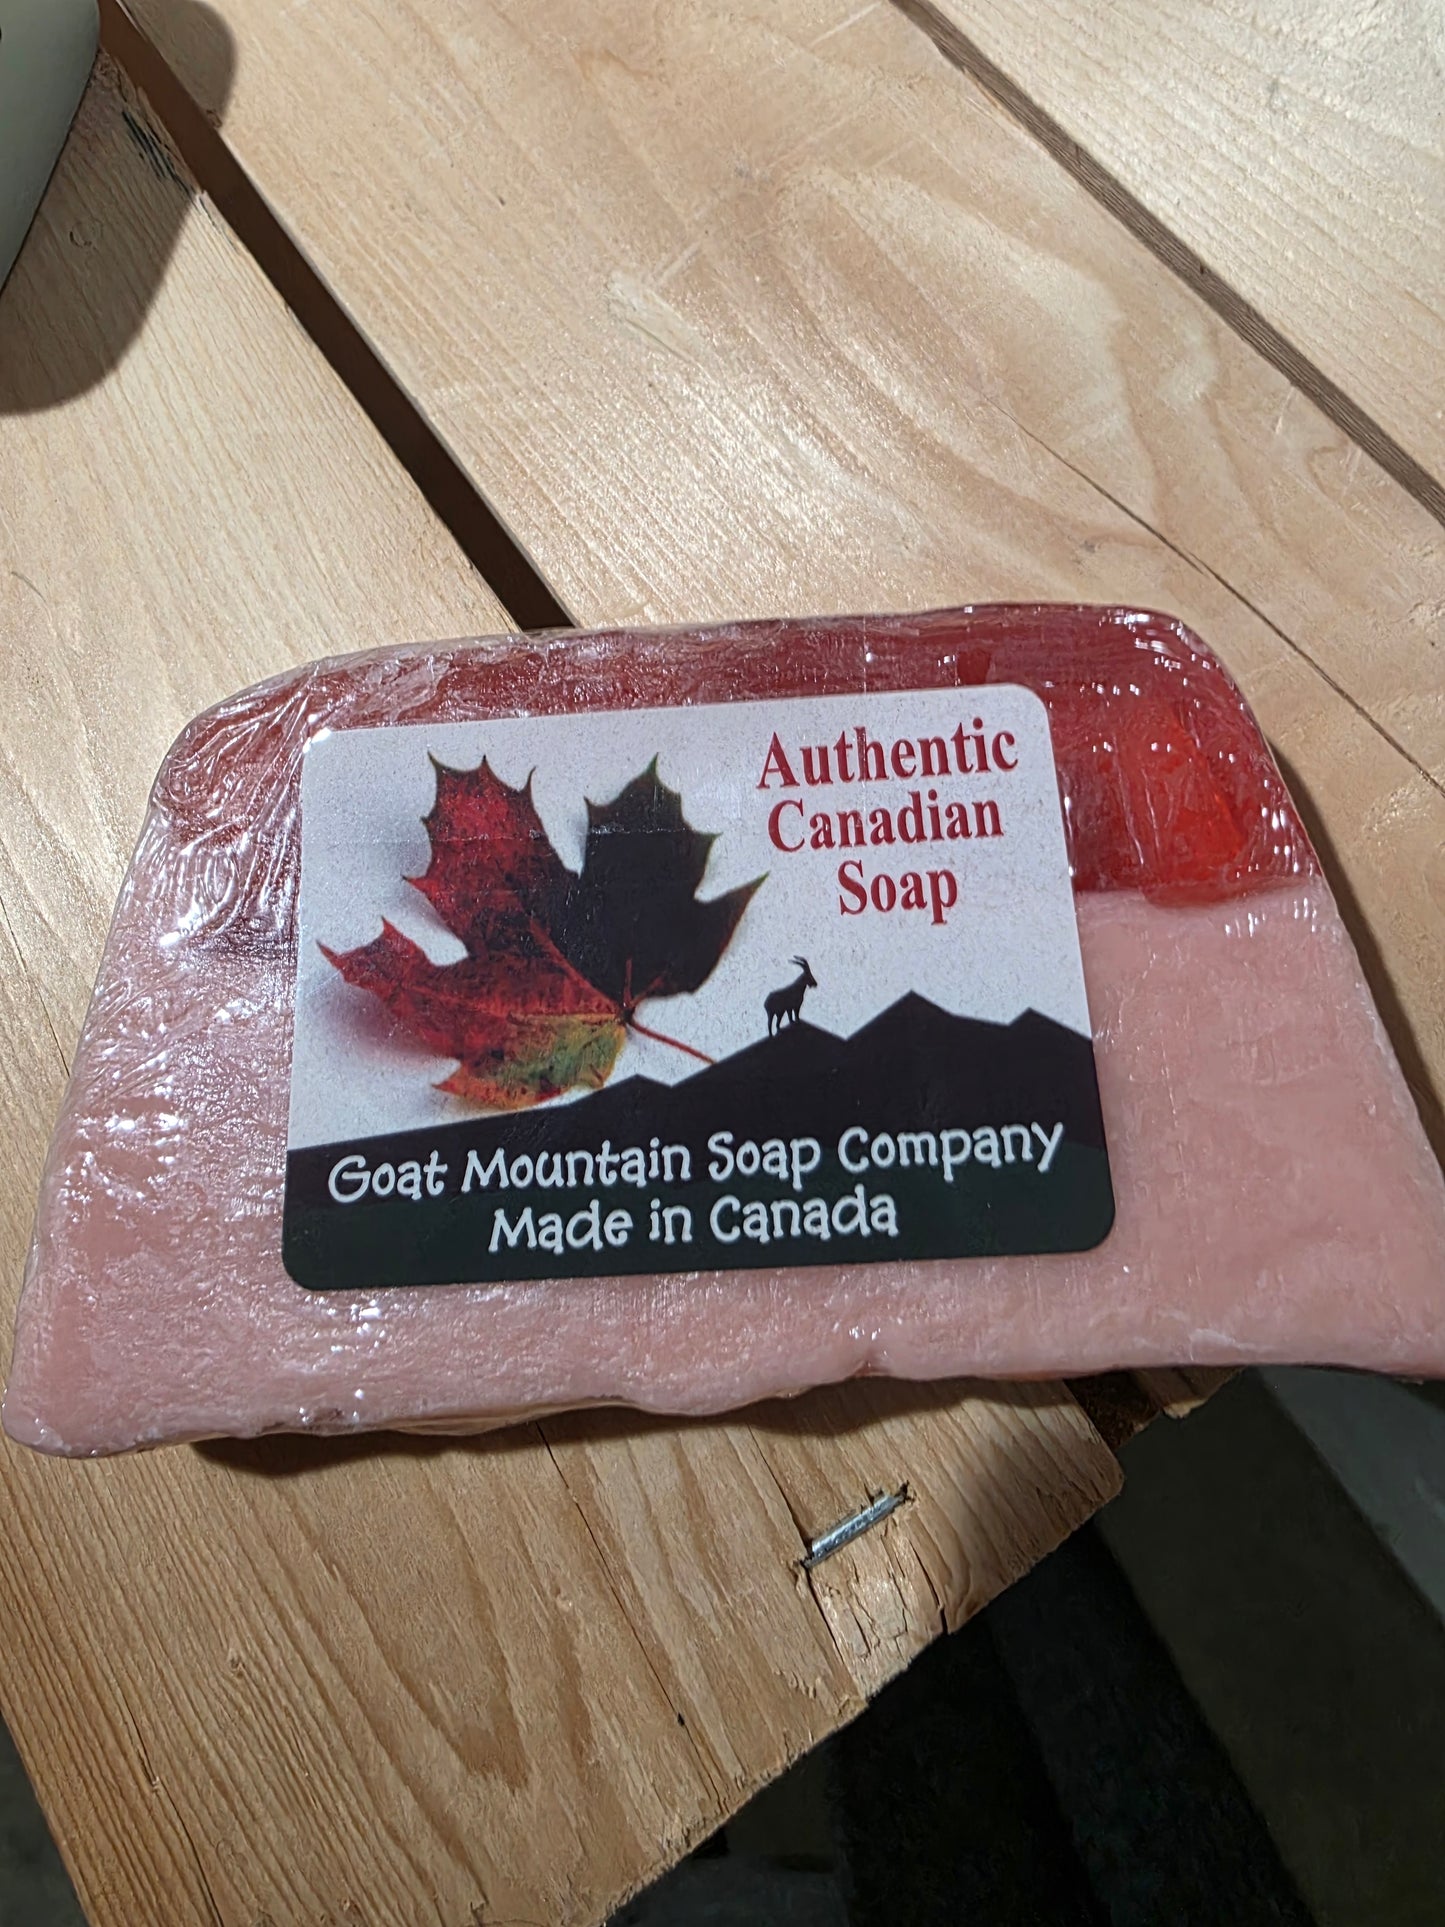 Authentic
Canadian
Soap
Goat Mountain Soap Company
Made in Canada